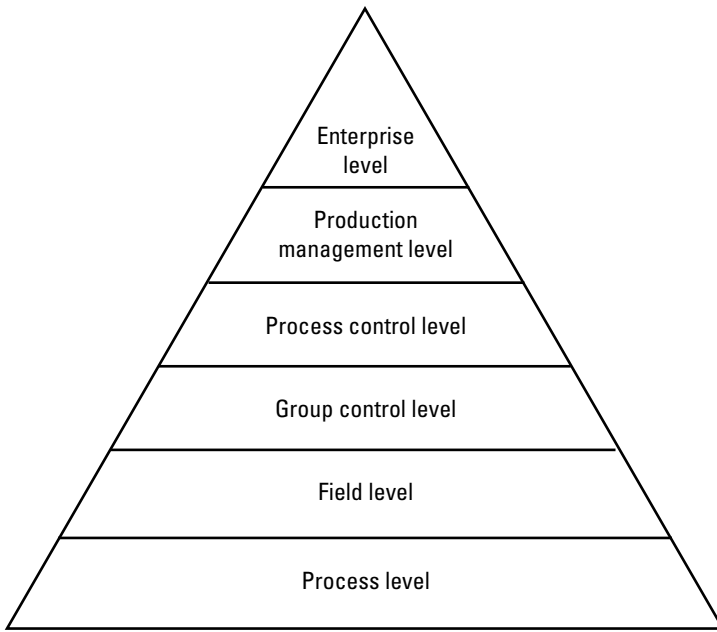 Enterprise
level
Production
management level
Process control level
Group control level
Field level
Process level